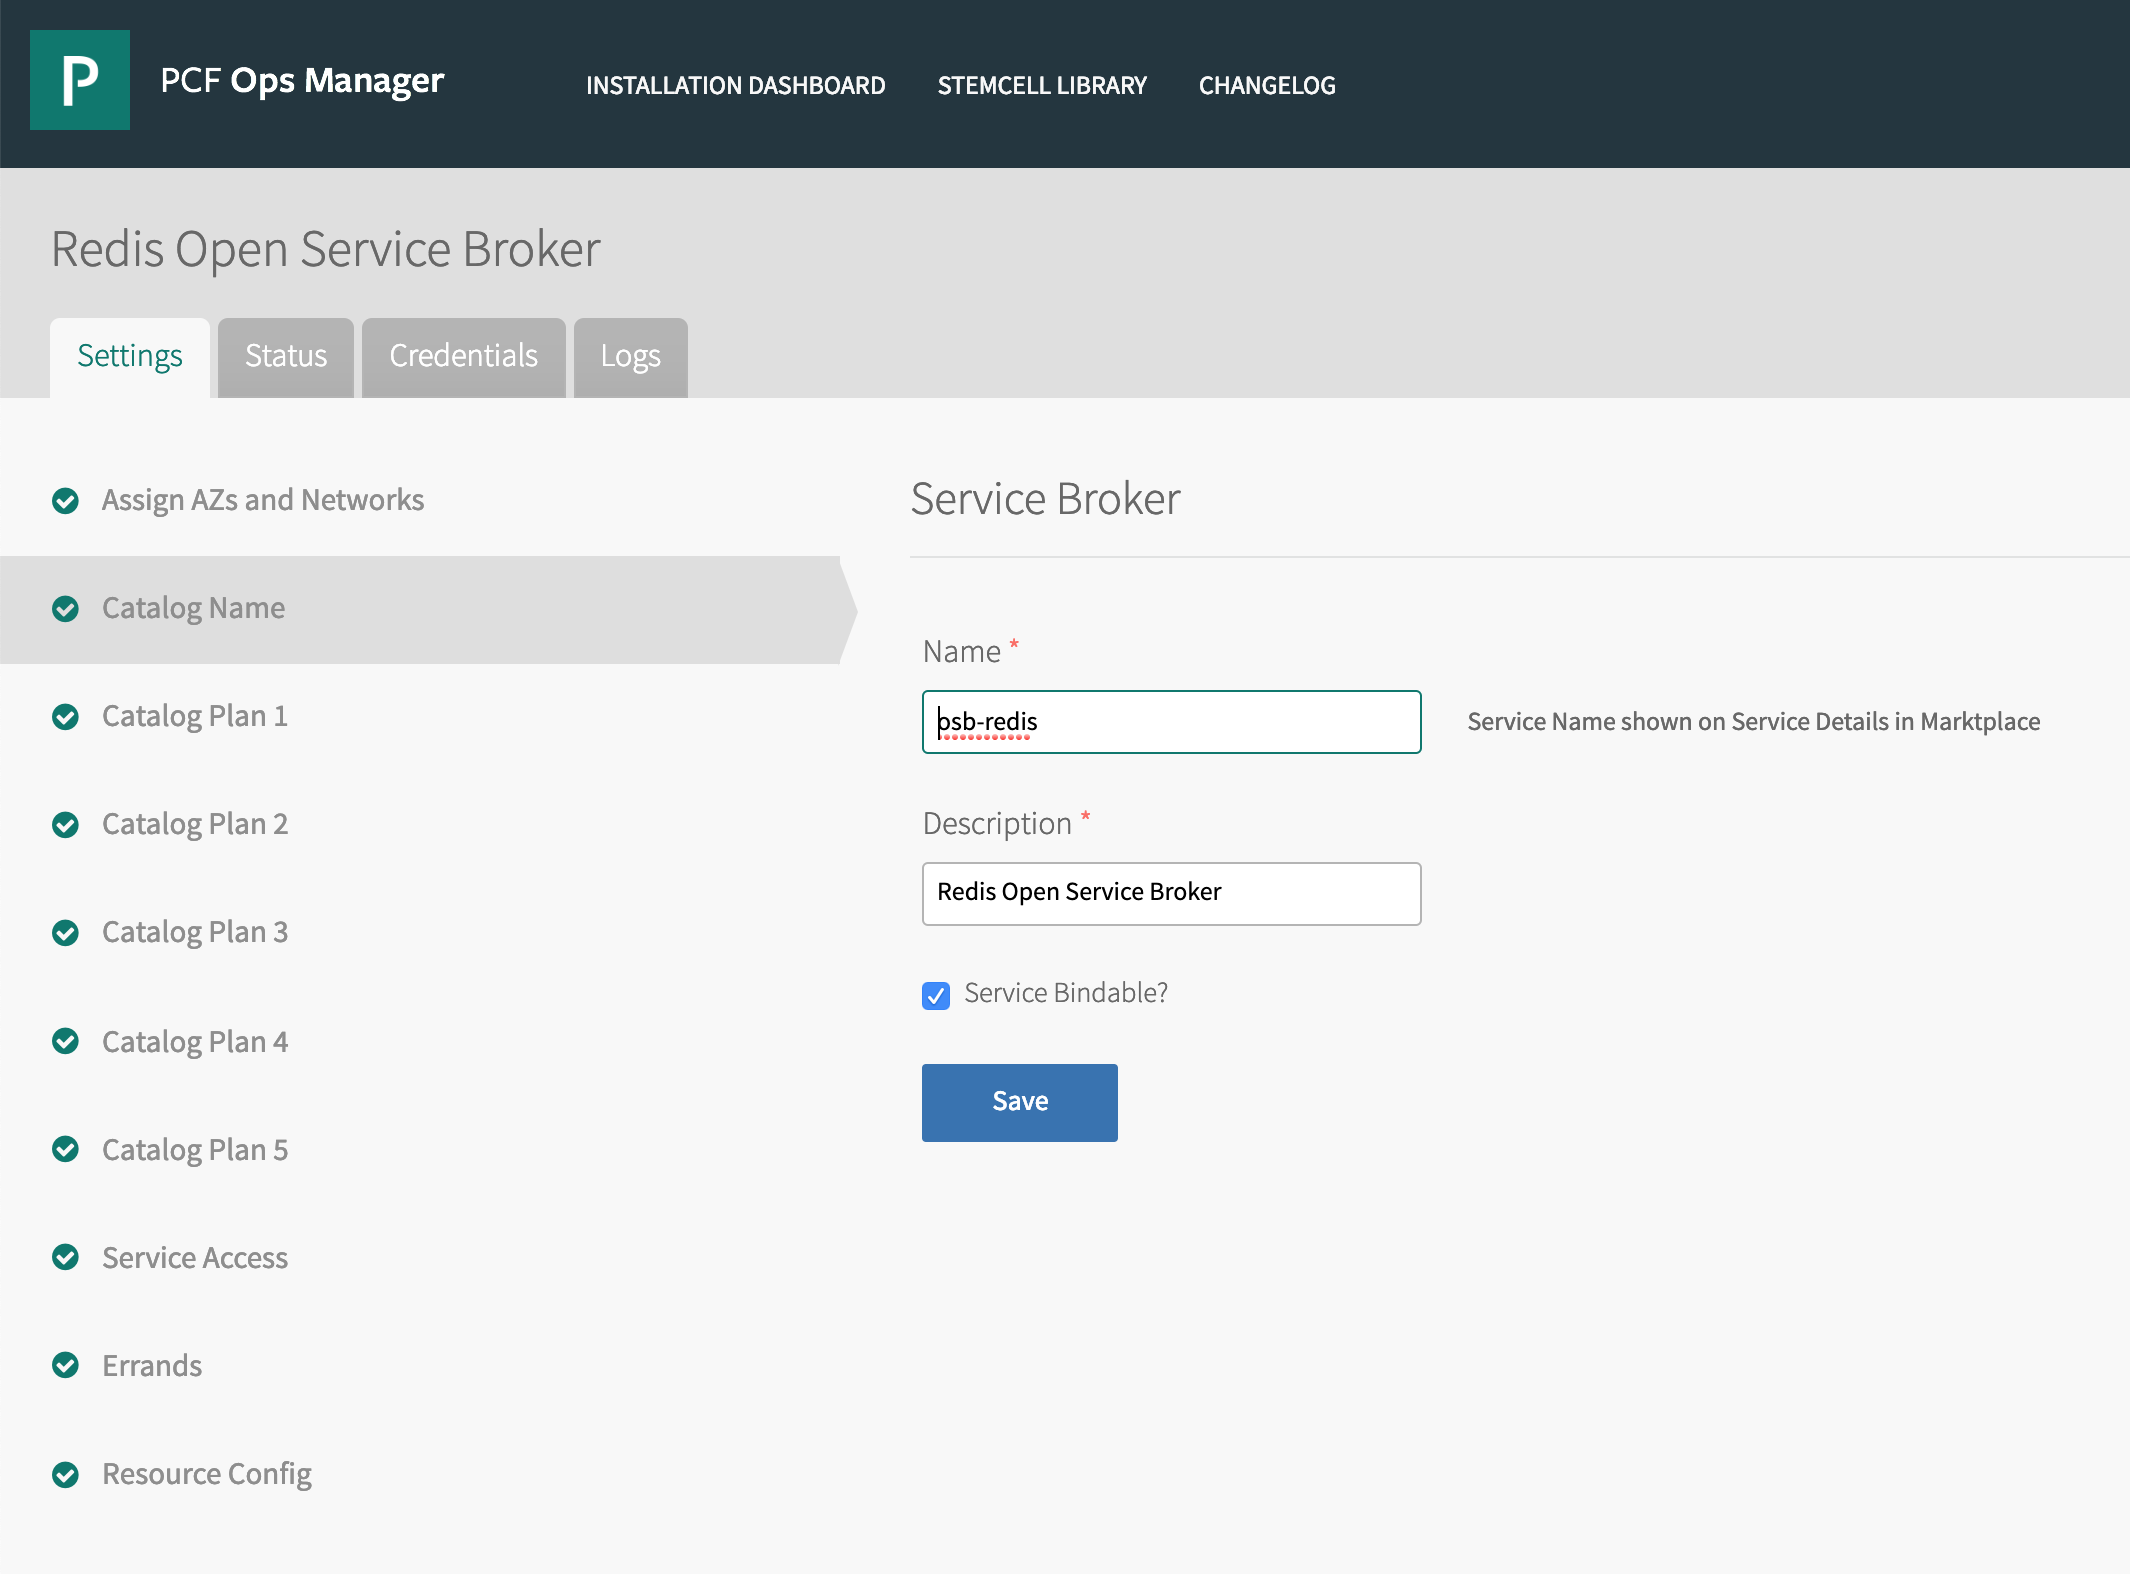 P
PCF Ops Manager
INSTALLATION DASHBOARD
STEMCELL LIBRARY
CHANGELOG
Redis Open Service Broker
Settings
Status
Credentials
Logs
Assign AZs and Networks
Catalog Name
Catalog Plan 1
Catalog Plan 2
Catalog Plan 3
Catalog Plan 4
Catalog Plan 5
Service Access
Errands
Resource Config
Service Broker
Name *
osb-redis
Service Name shown on Service Details in Marktplace
Description *
Redis Open Service Broker
Service Bindable?
Save